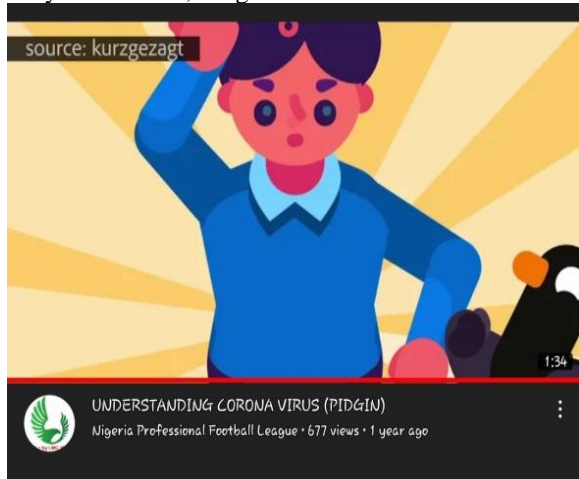 source: kurzgezagt
1:34
UNDERSTANDING CORONA VIRUS (PIDGIN)
Nigeria Professional Football League • 677 views • 1 year ago